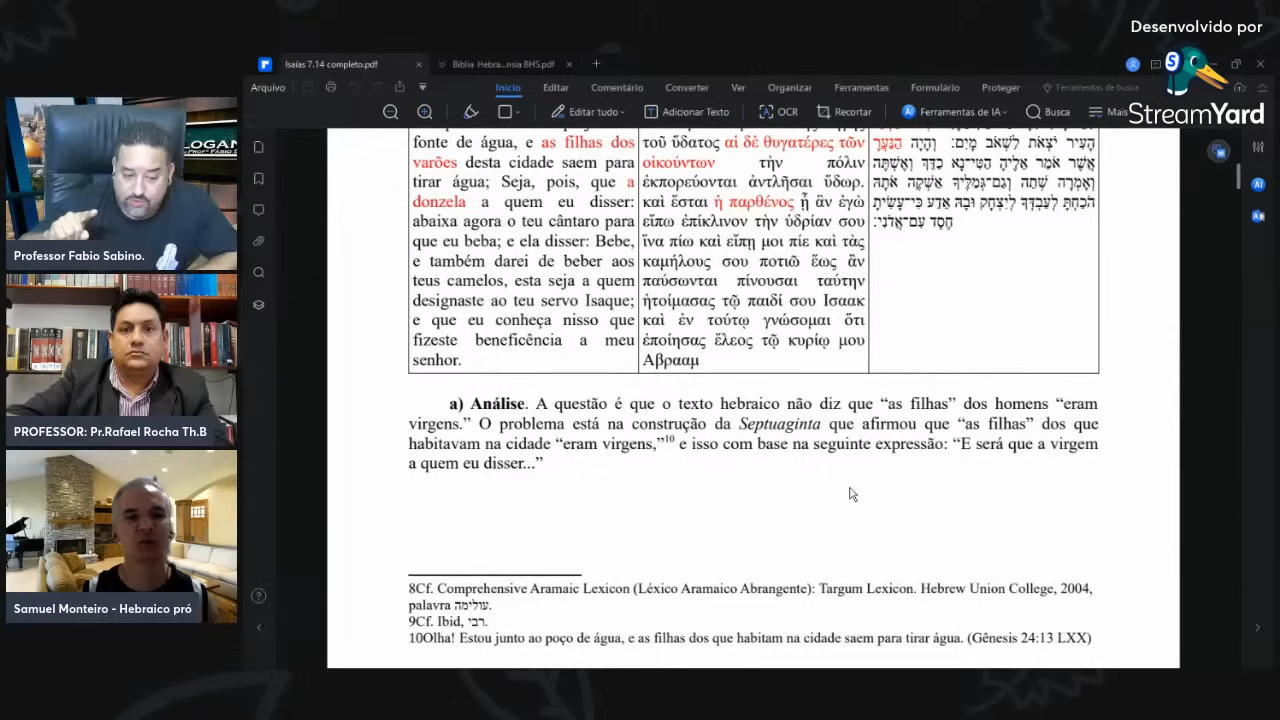 Desenvolvido por
StreamYard
Isaías 7.14 completo.pdf
Bíblia Hebra...nsia BHS.pdf
Arquivo
Início
Editar
Comentário
Converter
Ver
Organizar
Ferramentas
Formulário
Proteger
Ferramentas de busca
Editar tudo
Adicionar Texto
OCR
Recortar
Ferramentas de IA
Busca
Mais
Professor Fabio Sabino.
PROFESSOR: Pr.Rafael Rocha Th.B
Samuel Monteiro - Hebraico pró
fonte de água, e as filhas dos
varões desta cidade saem para
tirar água; Seja, pois, que a
donzela a quem eu disser:
abaixa agora o teu cântaro para
que eu beba; e ela disser: Bebe,
e também darei de beber aos
teus camelos, esta seja a quem
designaste ao teu servo Isaque;
e que eu conheça nisso que
fizeste beneficência a meu
senhor.
τοῦ ὕδατος αἱ δὲ θυγατέρες τῶν
οἰκούντων τὴν πόλιν
ἐκπορεύονται ἀντλῆσαι ὕδωρ.
καὶ ἔσται ἡ παρθένος ᾗ ἂν ἐγὼ
εἴπω ἐπίκλινον τὴν ὑδρίαν σου
ἵνα πίω καὶ εἴπῃ μοι πίε καὶ τὰς
καμήλους σου ποτιῶ ἕως ἂν
παύσωνται πίνουσαι ταύτην
ἡτοίμασας τῷ παιδί σου Ισαακ
καὶ ἐν τούτῳ γνώσομαι ὅτι
ἐποίησας ἔλεος τῷ κυρίῳ μου
Αβρααμ
הָעִיר יֹצְאֹת לִשְׁאֹב מָיִם׃ וְהָיָה הַנַּעֲרָ
אֲשֶׁר אֹמַר אֵלֶיהָ הַטִּי־נָא כַדֵּךְ וְאֶשְׁתֶּה
וְאָמְרָה שְׁתֵה וְגַם־גְּמַלֶּיךָ אַשְׁקֶה אֹתָהּ
הֹכַחְתָּ לְעַבְדְּךָ לְיִצְחָק וּבָהּ אֵדַע כִּי־עָשִׂיתָ
חֶסֶד עִם־אֲדֹנִי׃
a) Análise. A questão é que o texto hebraico não diz que “as filhas” dos homens “eram
virgens.” O problema está na construção da Septuaginta que afirmou que “as filhas” dos que
habitavam na cidade “eram virgens,”10 e isso com base na seguinte expressão: “E será que a virgem
a quem eu disser...”
8Cf. Comprehensive Aramaic Lexicon (Léxico Aramaico Abrangente): Targum Lexicon. Hebrew Union College, 2004,
palavra עולימה.
9Cf. Ibid, רבי.
10Olha! Estou junto ao poço de água, e as filhas dos que habitam na cidade saem para tirar água. (Gênesis 24:13 LXX)